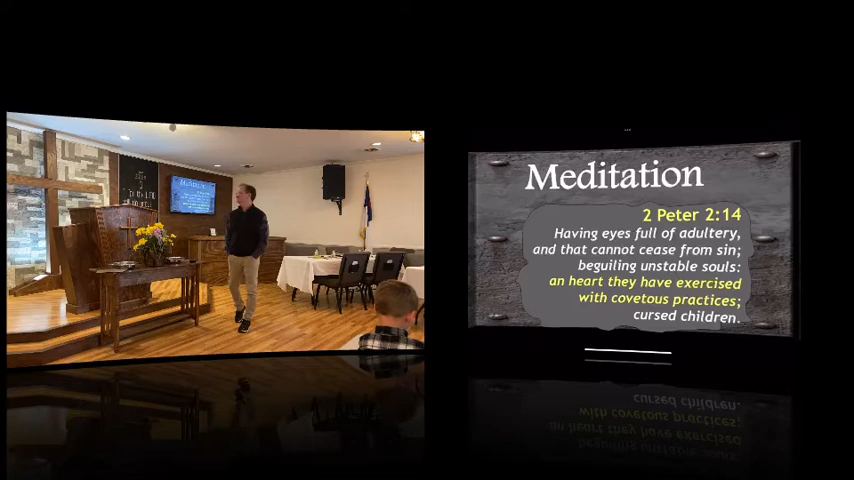 Meditation
2 Peter 2:14
Having eyes full of adultery,
and that cannot cease from sin;
beguiling unstable souls:
an heart they have exercised
with covetous practices;
cursed children.